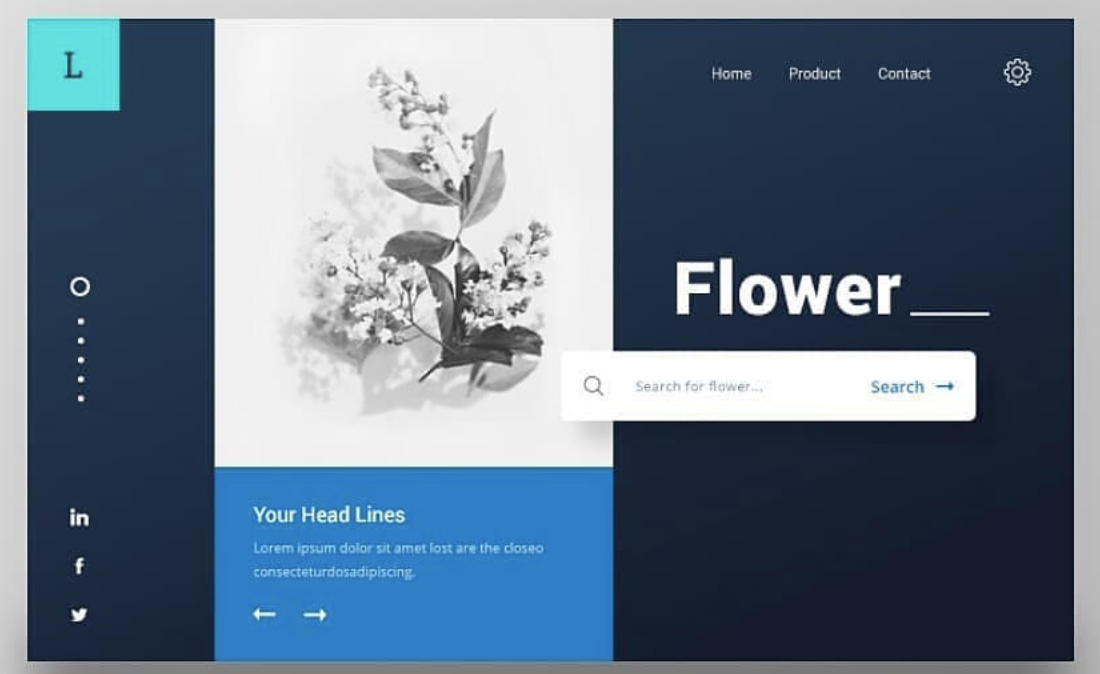 L
Home Product Contact
Flower
Search for flower... Search
Your Head Lines
Lorem ipsum dolor sit amet lost are the closeo
consecteturdosadipiscing.
in
f